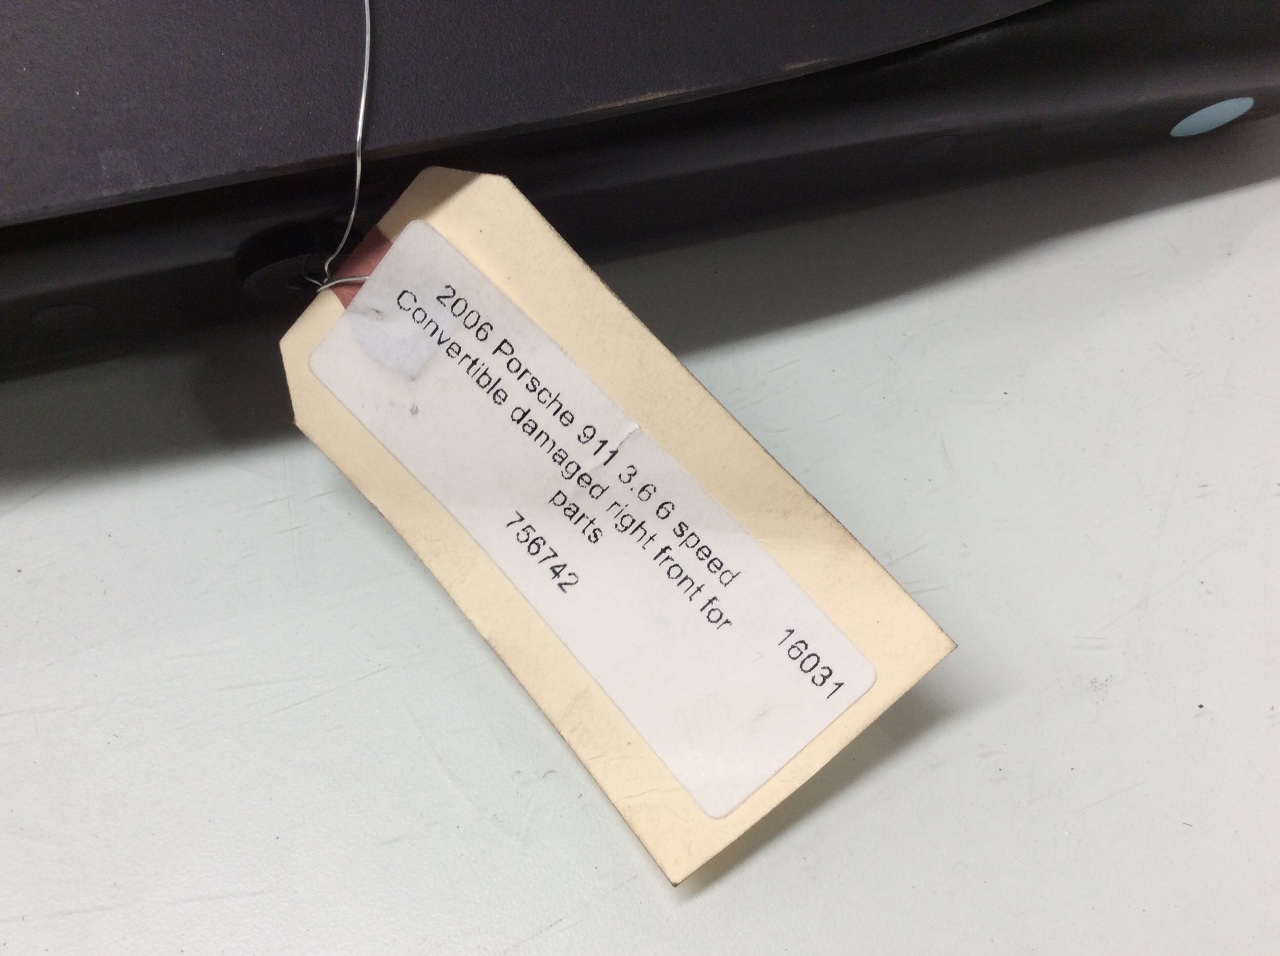 2006 Porsche 911 3.6 6 speed
Convertible damaged right front for
parts
756742
16031